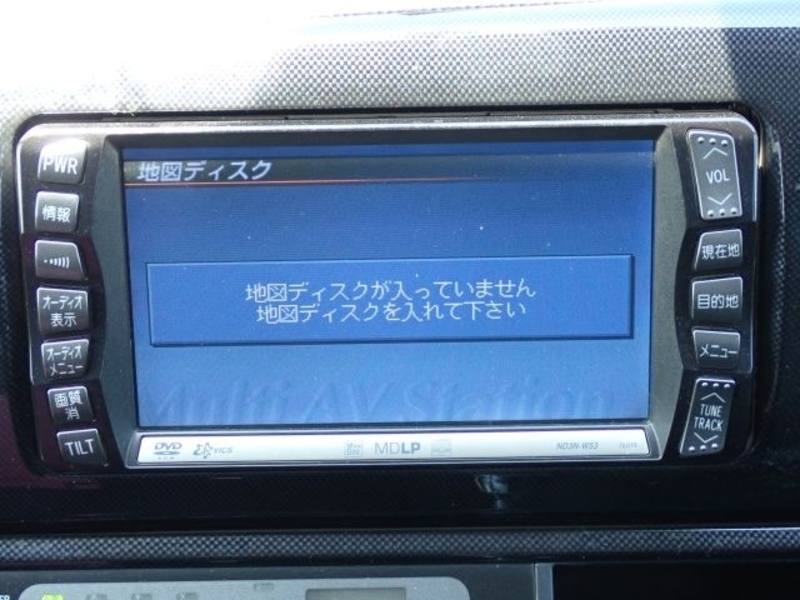 地図ディスク
地図ディスクが入っていません
地図ディスクを入れて下さい
Multi AV Station
PWR
情報
オーディオ
表示
オーディオ
メニュー
画質
消
TILT
VOL
現在地
目的地
メニュー
TUNE
TRACK
DVD
VICS
MDLP
ND3N-W53